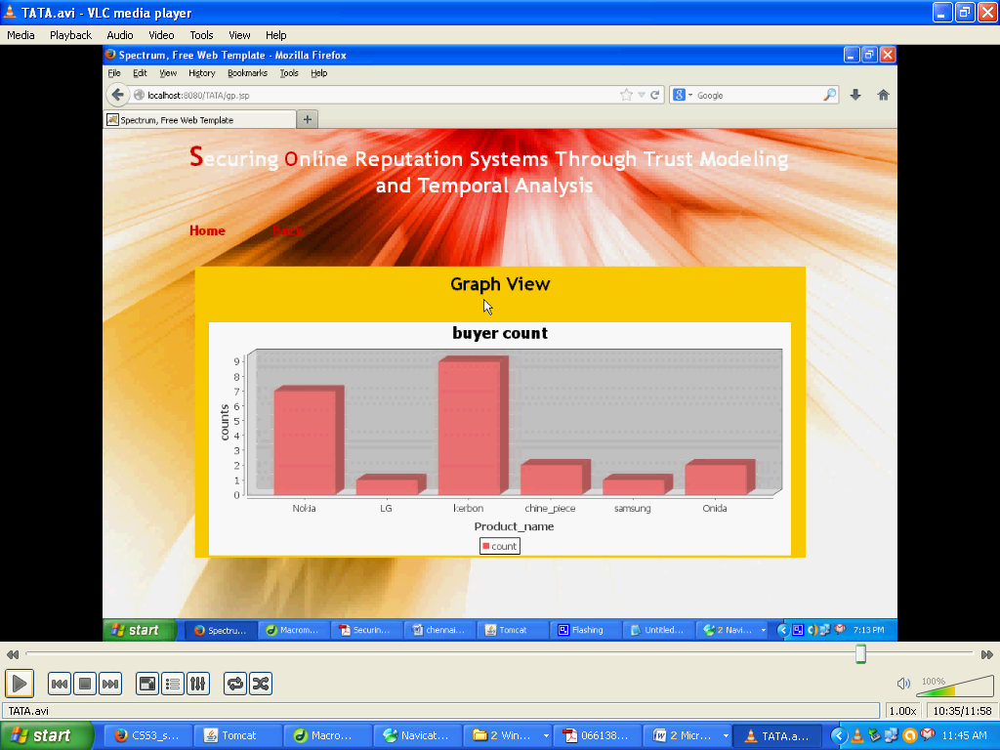 TATA.avi - VLC media player
Media Playback Audio Video Tools View Help
Spectrum, Free Web Template - Mozilla Firefox
File Edit View History Bookmarks Tools Help
localhost:8080/TATA/gp.jsp
Google
Spectrum, Free Web Template
Securing Online Reputation Systems Through Trust Modeling
and Temporal Analysis
Home Back
Graph View
buyer count
counts
9
8
7
6
5
4
3
2
1
0
Nokia LG kerbon chine_piece samsung Onida
Product_name
count
start Spectru... Macrom... Securin... chennai... Tomcat Flashing Untitled... 2 Navi... 7:13 PM
100%
TATA.avi 1.00x 10:35/11:58
start CSS3_s... Tomcat Macro... Navicat... 2 Win... 066138... 2 Micr... TATA.a... 11:45 AM